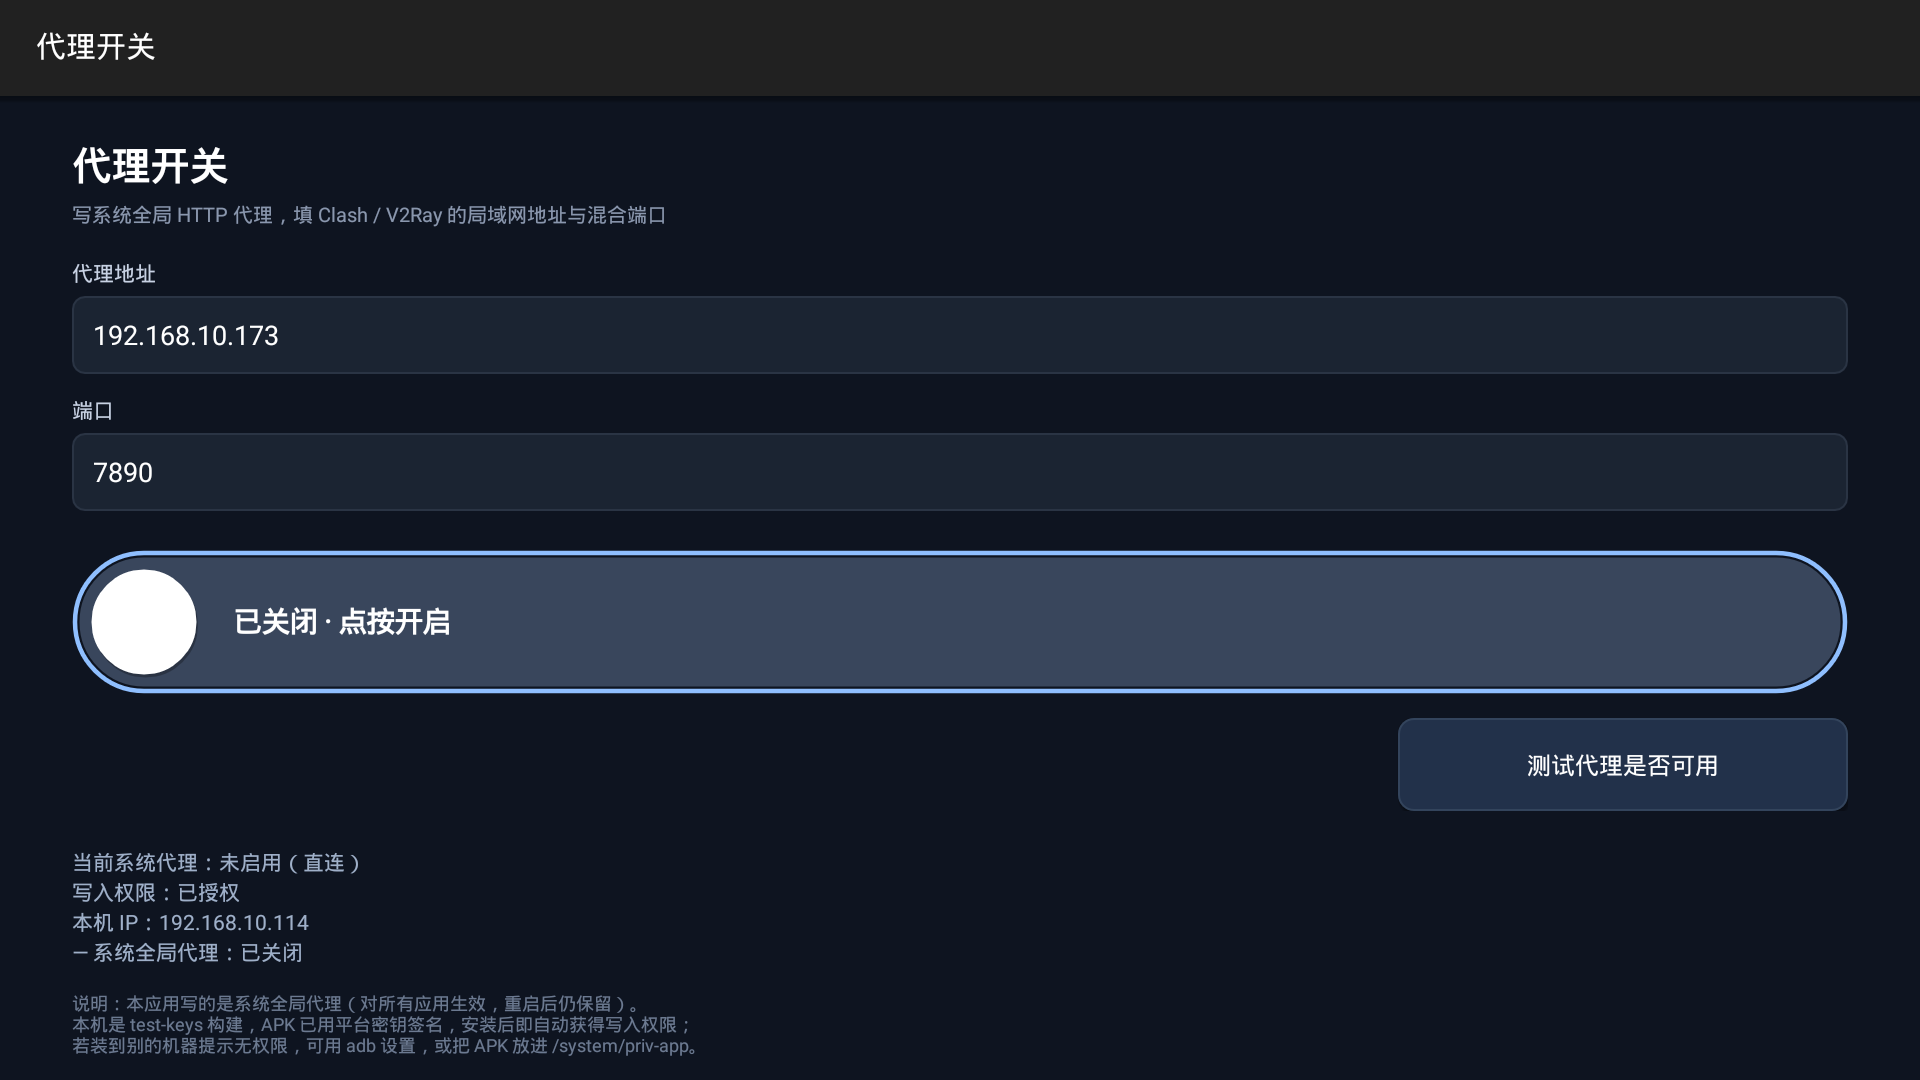 代理开关
代理开关
写系统全局 HTTP 代理，填 Clash / V2Ray 的局域网地址与混合端口
代理地址
192.168.10.173
端口
7890
已关闭 · 点按开启
测试代理是否可用
当前系统代理：未启用（直连）
写入权限：已授权
本机 IP：192.168.10.114
— 系统全局代理：已关闭
说明：本应用写的是系统全局代理（对所有应用生效，重启后仍保留）。
本机是 test-keys 构建，APK 已用平台密钥签名，安装后即自动获得写入权限；
若装到别的机器提示无权限，可用 adb 设置，或把 APK 放进 /system/priv-app。